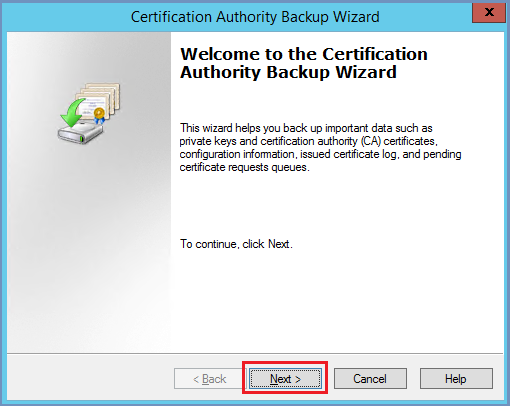 Certification Authority Backup Wizard
x
Welcome to the Certification
Authority Backup Wizard
This wizard helps you back up important data such as
private keys and certification authority (CA) certificates,
configuration information, issued certificate log, and pending
certificate requests queues.
To continue, click Next.
< Back
Next >
Cancel
Help